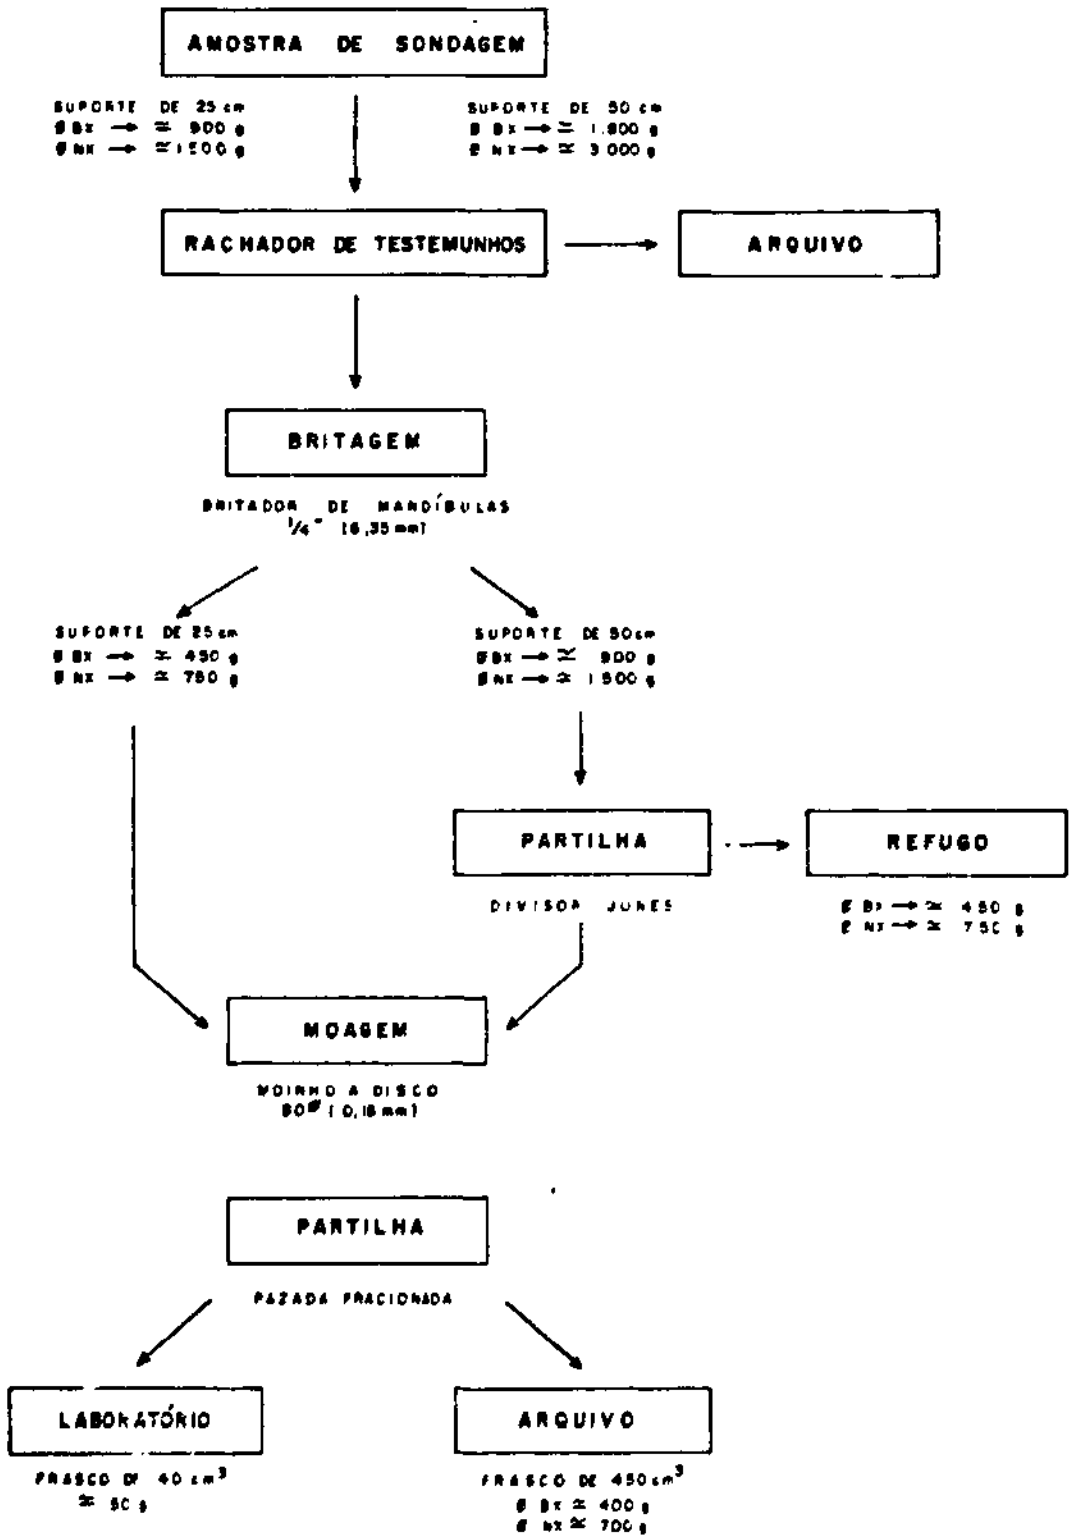 AMOSTRA DE SONDAGEM
SUPORTE DE 25 cm
Ø BX → ≅ 900 g
Ø NX → ≅ 1500 g
SUPORTE DE 50 cm
Ø BX → ≅ 1.800 g
Ø NX → ≅ 3.000 g
RACHADOR DE TESTEMUNHOS
ARQUIVO
BRITAGEM
BRITADOR DE MANDÍBULAS
1/4" (6,35 mm)
SUPORTE DE 25 cm
Ø BX → ≅ 450 g
Ø NX → ≅ 750 g
SUPORTE DE 50 cm
Ø BX → ≅ 900 g
Ø NX → ≅ 1.500 g
PARTILHA
REFUGO
DIVISOR JONES
Ø BX → ≅ 450 g
Ø NX → ≅ 750 g
MOAGEM
MOINHO A DISCO
80# (0,18 mm)
PARTILHA
PAZADA FRACIONADA
LABORATÓRIO
ARQUIVO
FRASCO DE 40 cm³
≅ 50 g
FRASCO DE 450 cm³
Ø BX ≅ 400 g
Ø NX ≅ 700 g